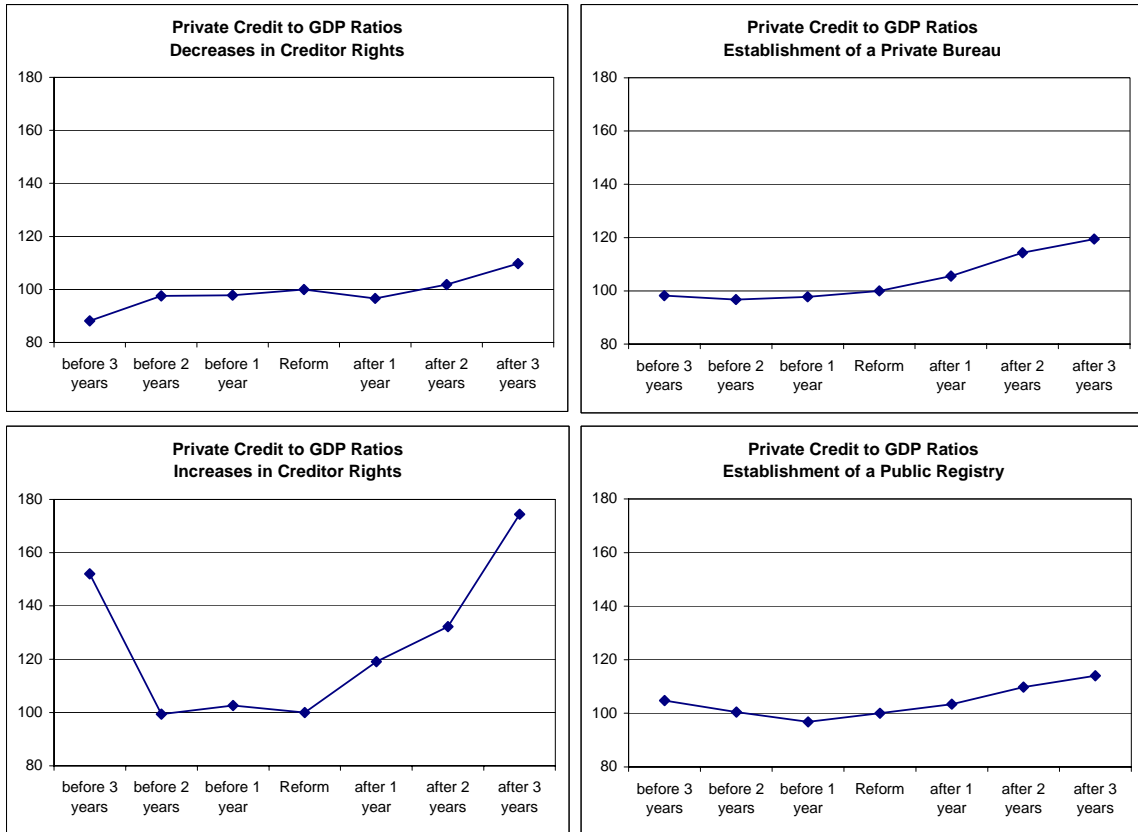 Private Credit to GDP Ratios
Decreases in Creditor Rights
180
160
140
120
100
80
before 3 years
before 2 years
before 1 year
Reform
after 1 year
after 2 years
after 3 years
Private Credit to GDP Ratios
Establishment of a Private Bureau
180
160
140
120
100
80
before 3 years
before 2 years
before 1 year
Reform
after 1 year
after 2 years
after 3 years
Private Credit to GDP Ratios
Increases in Creditor Rights
180
160
140
120
100
80
before 3 years
before 2 years
before 1 year
Reform
after 1 year
after 2 years
after 3 years
Private Credit to GDP Ratios
Establishment of a Public Registry
180
160
140
120
100
80
before 3 years
before 2 years
before 1 year
Reform
after 1 year
after 2 years
after 3 years